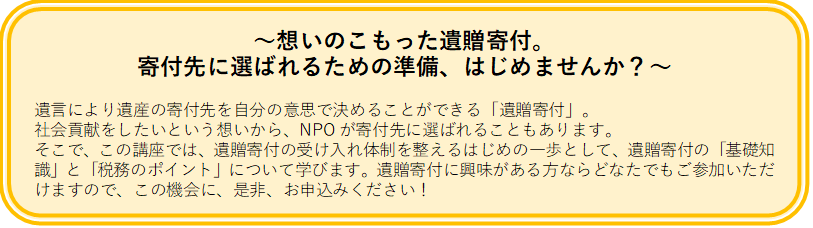 ～想いのこもった遺贈寄付。
寄付先に選ばれるための準備、はじめませんか？～
遺言により遺産の寄付先を自分の意思で決めることができる「遺贈寄付」。
社会貢献をしたいという想いから、NPO が寄付先に選ばれることもあります。
そこで、この講座では、遺贈寄付の受け入れ体制を整えるはじめの一歩として、遺贈寄付の「基礎知
識」と「税務のポイント」について学びます。遺贈寄付に興味がある方ならどなたでもご参加いただ
けますので、この機会に、是非、お申込みください！